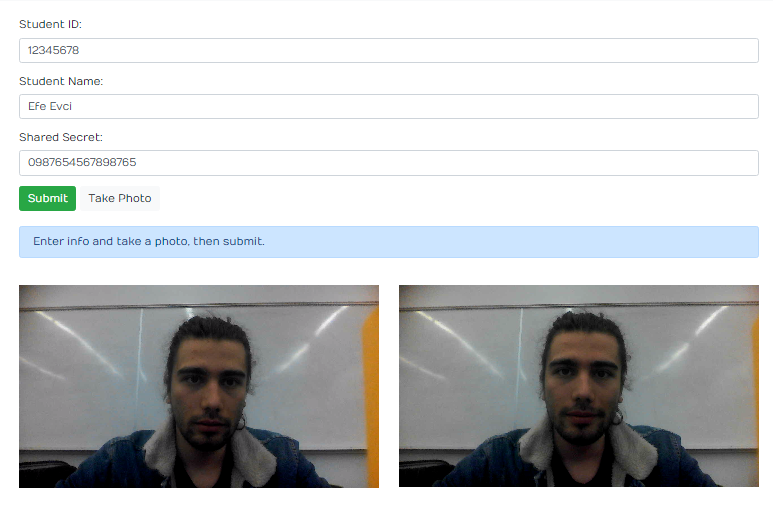 Student ID:
12345678
Student Name:
Efe Evci
Shared Secret:
0987654567898765
Submit Take Photo
Enter info and take a photo, then submit.